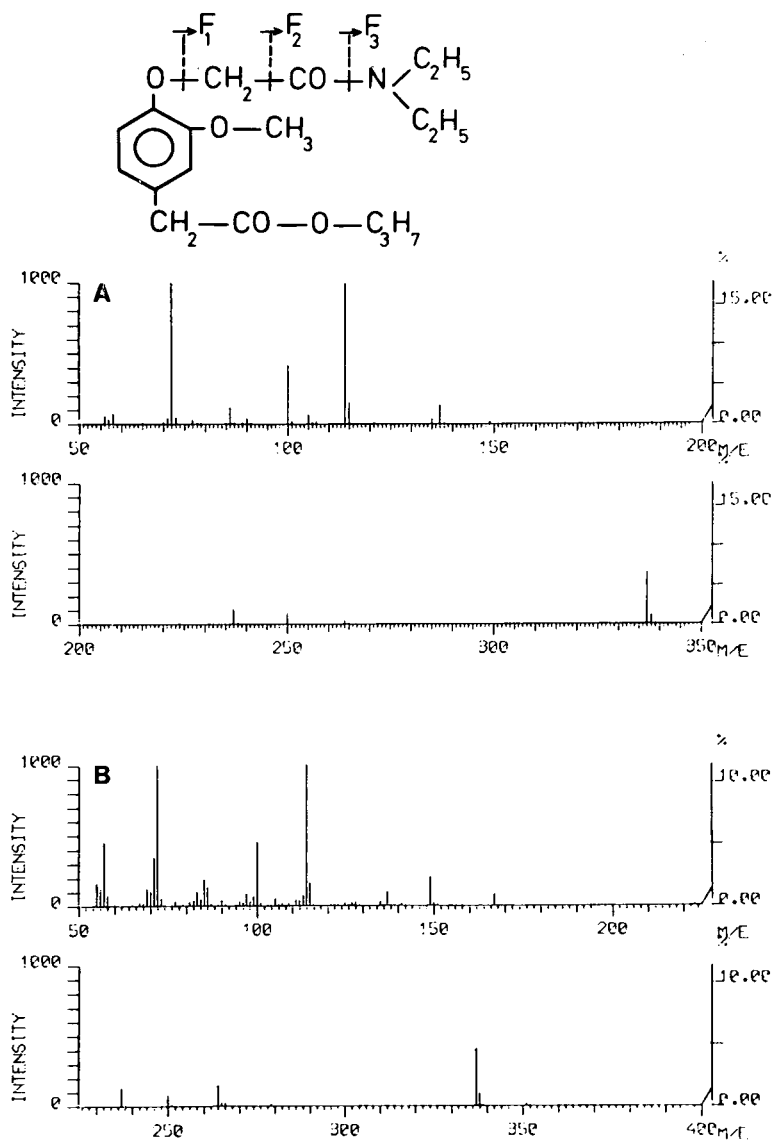 F1 F2 F3
O CH2 CO N C2H5
C2H5
O—CH3
CH2—CO—O—C3H7
A
INTENSITY
1000
0
%
15.00
0.00
50 100 150 200 M/E
INTENSITY
1000
0
%
15.00
0.00
200 250 300 350 M/E
B
INTENSITY
1000
0
%
10.00
0.00
50 100 150 200 M/E
INTENSITY
1000
0
%
10.00
0.00
250 300 350 400 M/E